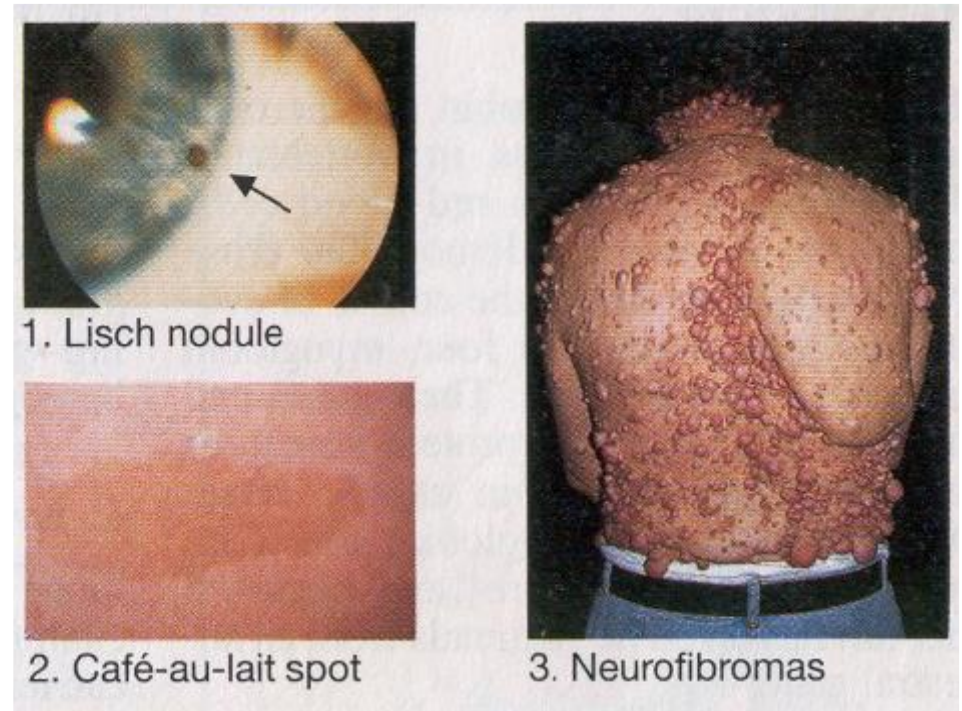 1. Lisch nodule
2. Café-au-lait spot
3. Neurofibromas